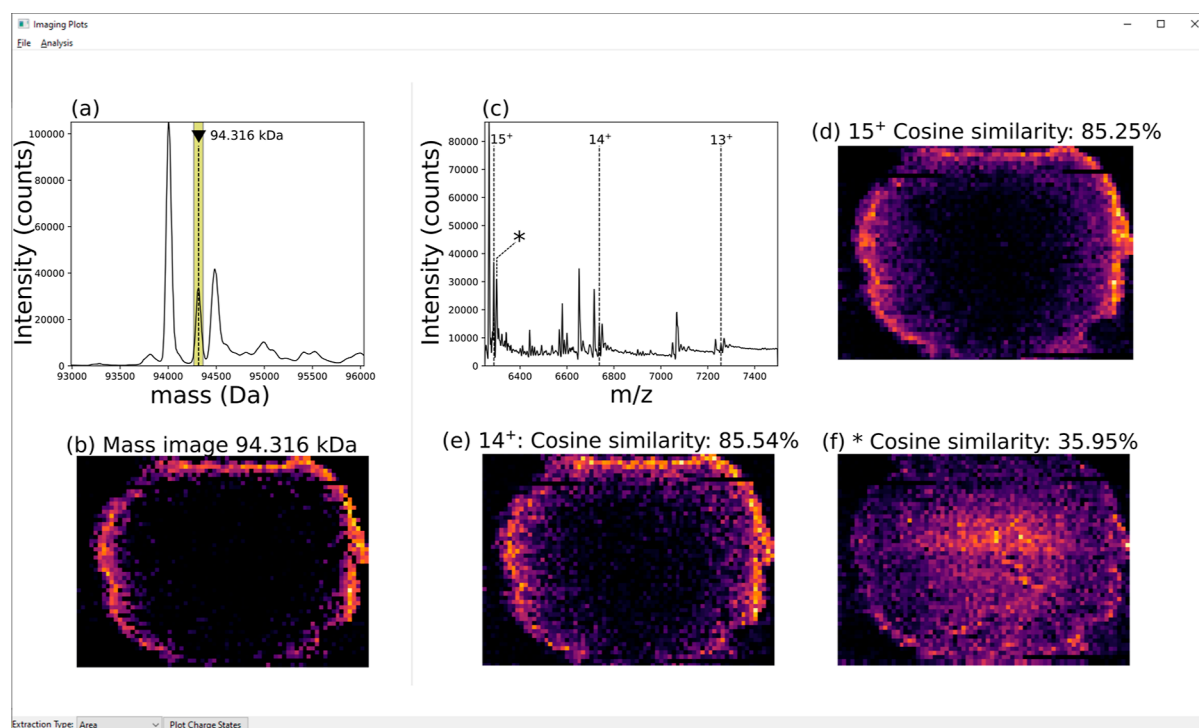 Imaging Plots
File Analysis
(a)
94.316 kDa
Intensity (counts)
100000
80000
60000
40000
20000
0
93000 93500 94000 94500 95000 95500 96000
mass (Da)
(b) Mass image 94.316 kDa
(c)
15+ 14+ 13+
*
Intensity (counts)
80000
70000
60000
50000
40000
30000
20000
10000
0
6400 6600 6800 7000 7200 7400
m/z
(d) 15+ Cosine similarity: 85.25%
(e) 14+: Cosine similarity: 85.54%
(f) * Cosine similarity: 35.95%
Extraction Type: Area Plot Charge States